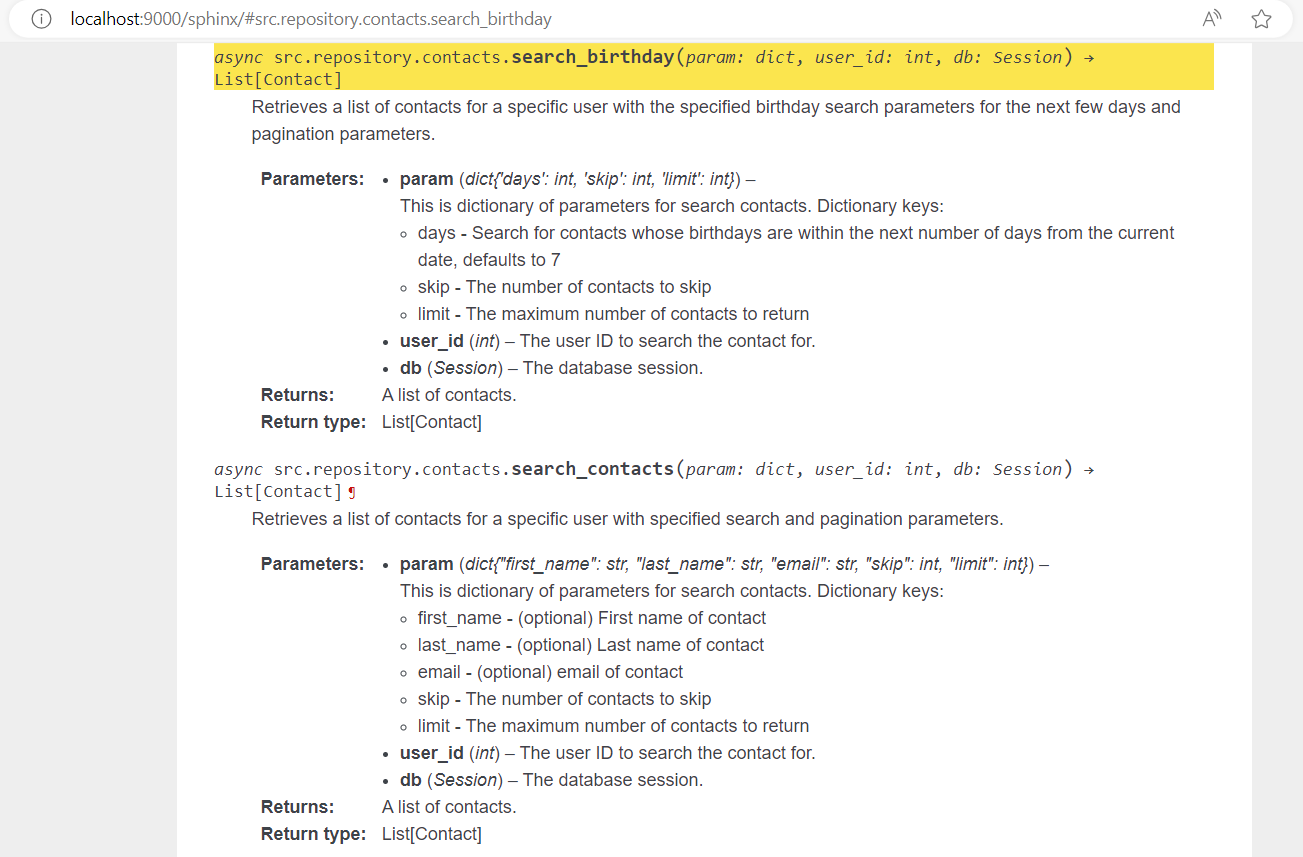 localhost:9000/sphinx/#src.repository.contacts.search_birthday
async src.repository.contacts.search_birthday(param: dict, user_id: int, db: Session) →
List[Contact]
Retrieves a list of contacts for a specific user with the specified birthday search parameters for the next few days and
pagination parameters.
Parameters: • param (dict{'days': int, 'skip': int, 'limit': int}) –
This is dictionary of parameters for search contacts. Dictionary keys:
◦ days - Search for contacts whose birthdays are within the next number of days from the current
date, defaults to 7
◦ skip - The number of contacts to skip
◦ limit - The maximum number of contacts to return
• user_id (int) – The user ID to search the contact for.
• db (Session) – The database session.
Returns: A list of contacts.
Return type: List[Contact]
async src.repository.contacts.search_contacts(param: dict, user_id: int, db: Session) →
List[Contact] ¶
Retrieves a list of contacts for a specific user with specified search and pagination parameters.
Parameters: • param (dict{"first_name": str, "last_name": str, "email": str, "skip": int, "limit": int}) –
This is dictionary of parameters for search contacts. Dictionary keys:
◦ first_name - (optional) First name of contact
◦ last_name - (optional) Last name of contact
◦ email - (optional) email of contact
◦ skip - The number of contacts to skip
◦ limit - The maximum number of contacts to return
• user_id (int) – The user ID to search the contact for.
• db (Session) – The database session.
Returns: A list of contacts.
Return type: List[Contact]